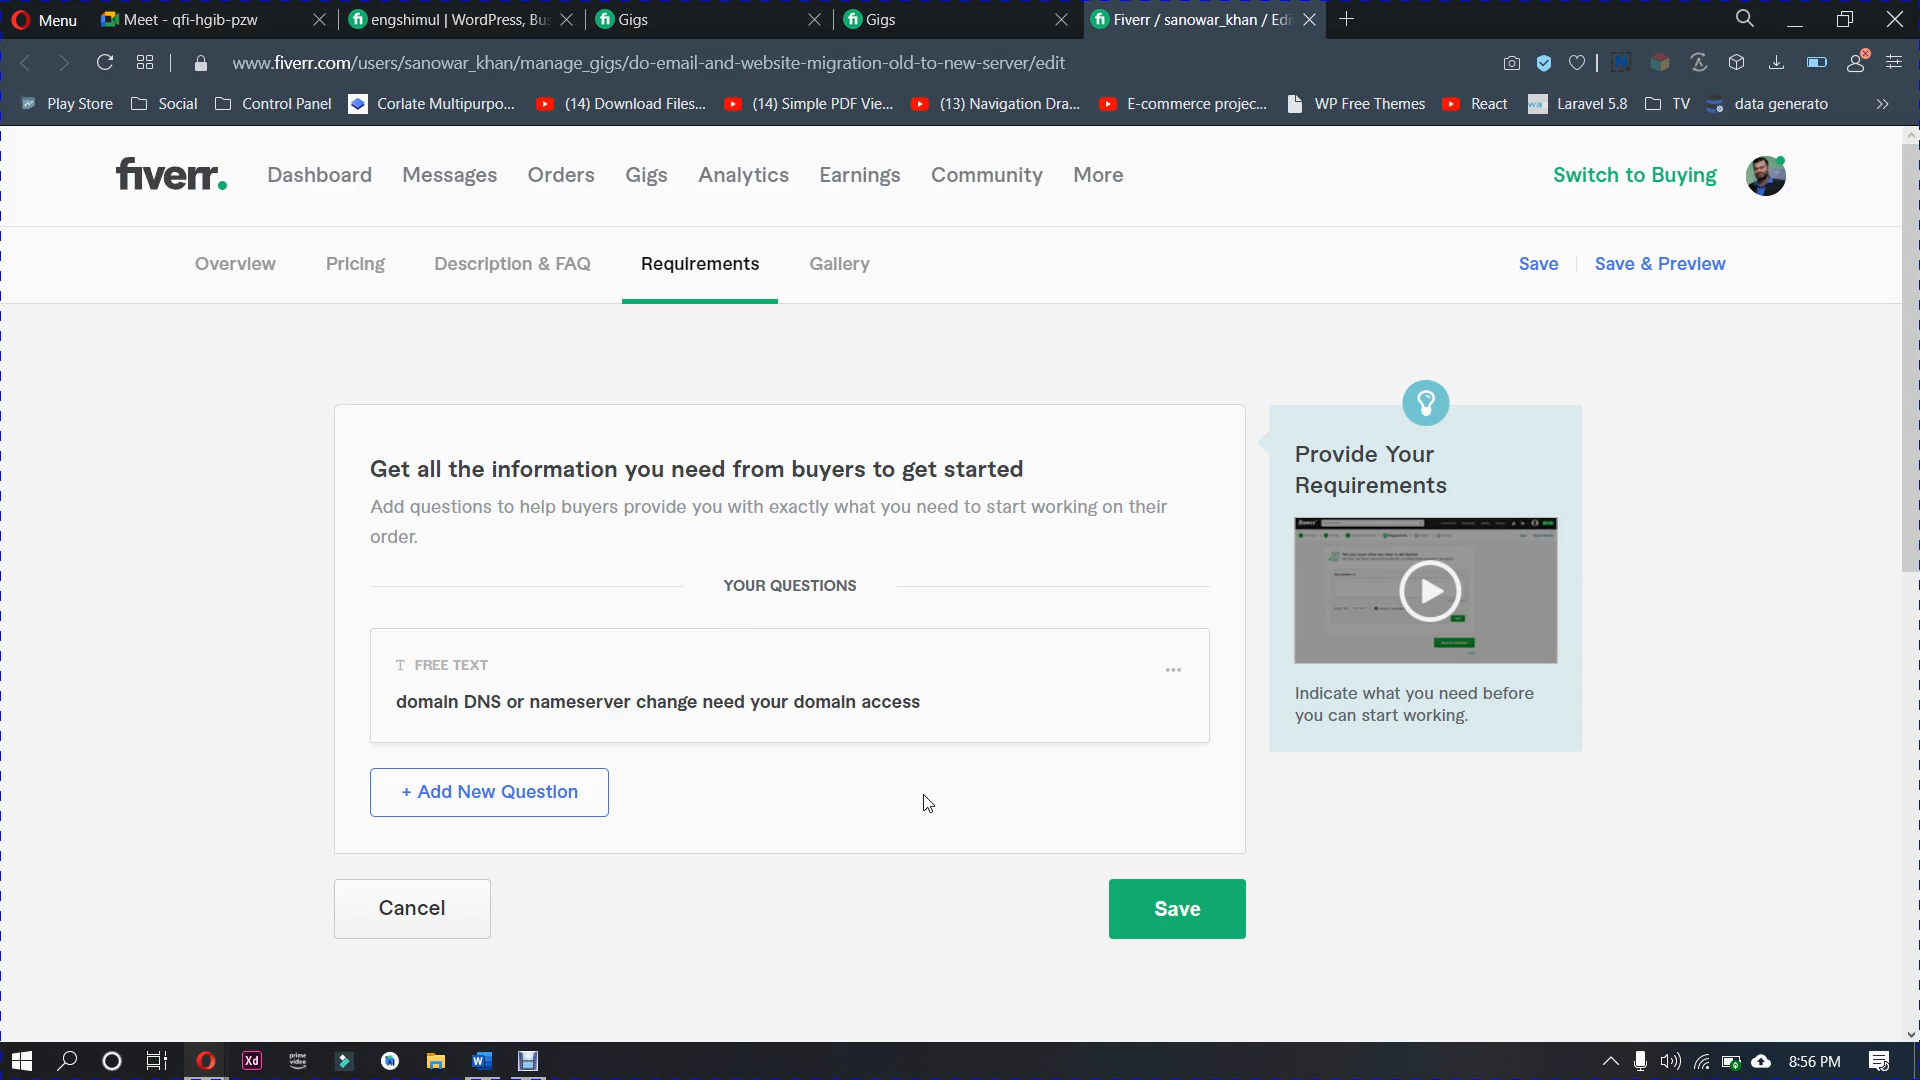 Menu
Meet - qfi-hgib-pzw
engshimul | WordPress, Bus
Gigs
Gigs
Fiverr / sanowar_khan / Edi
www.fiverr.com/users/sanowar_khan/manage_gigs/do-email-and-website-migration-old-to-new-server/edit
Play Store
Social
Control Panel
Corlate Multipurpo...
(14) Download Files...
(14) Simple PDF Vie...
(13) Navigation Dra...
E-commerce projec...
WP Free Themes
React
Laravel 5.8
TV
data generato
fiverr.
Dashboard
Messages
Orders
Gigs
Analytics
Earnings
Community
More
Switch to Buying
Overview
Pricing
Description & FAQ
Requirements
Gallery
Save
Save & Preview
Get all the information you need from buyers to get started
Add questions to help buyers provide you with exactly what you need to start working on their
order.
YOUR QUESTIONS
T FREE TEXT
domain DNS or nameserver change need your domain access
+ Add New Question
Cancel
Save
Provide Your
Requirements
Indicate what you need before
you can start working.
Xd
prime
video
8:56 PM